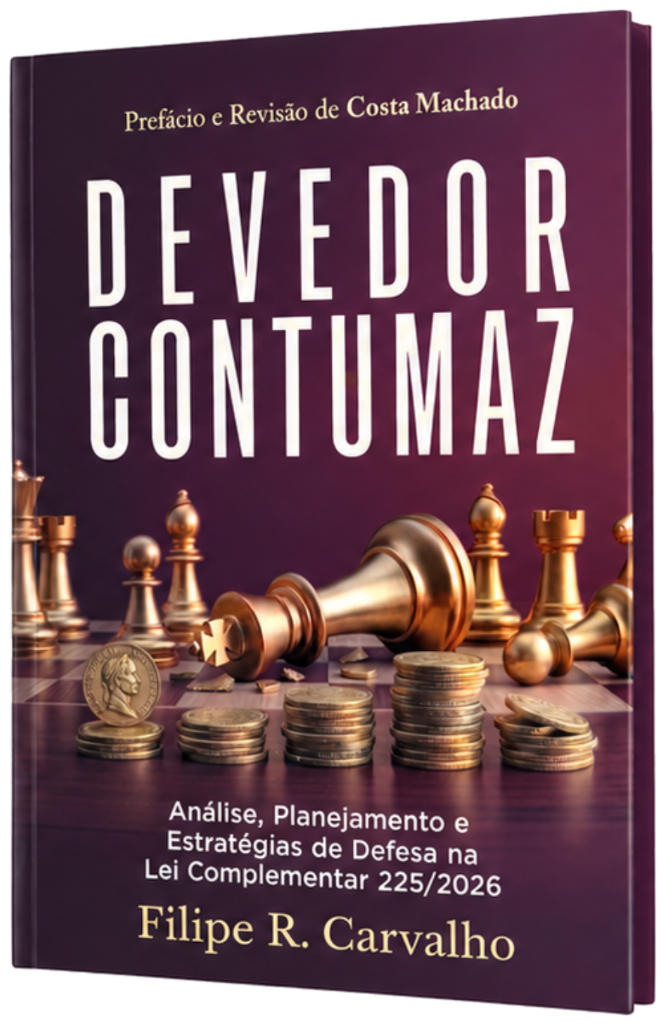 Prefácio e Revisão de Costa Machado
DEVEDOR
CONTUMAZ
Análise, Planejamento e
Estratégias de Defesa na
Lei Complementar 225/2026
Filipe R. Carvalho